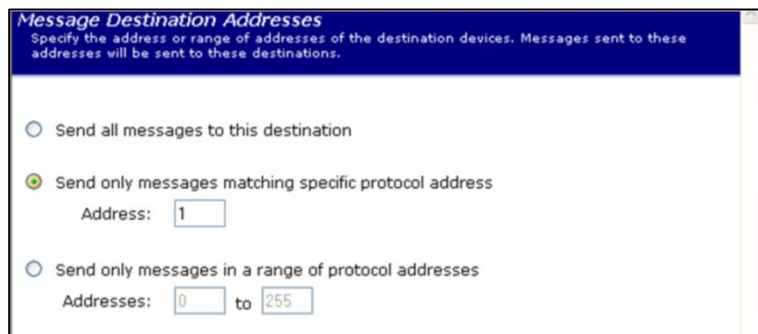 Message Destination Addresses
Specify the address or range of addresses of the destination devices. Messages sent to these
addresses will be sent to these destinations.
Send all messages to this destination
Send only messages matching specific protocol address
Address: 1
Send only messages in a range of protocol addresses
Addresses: 0 to 255